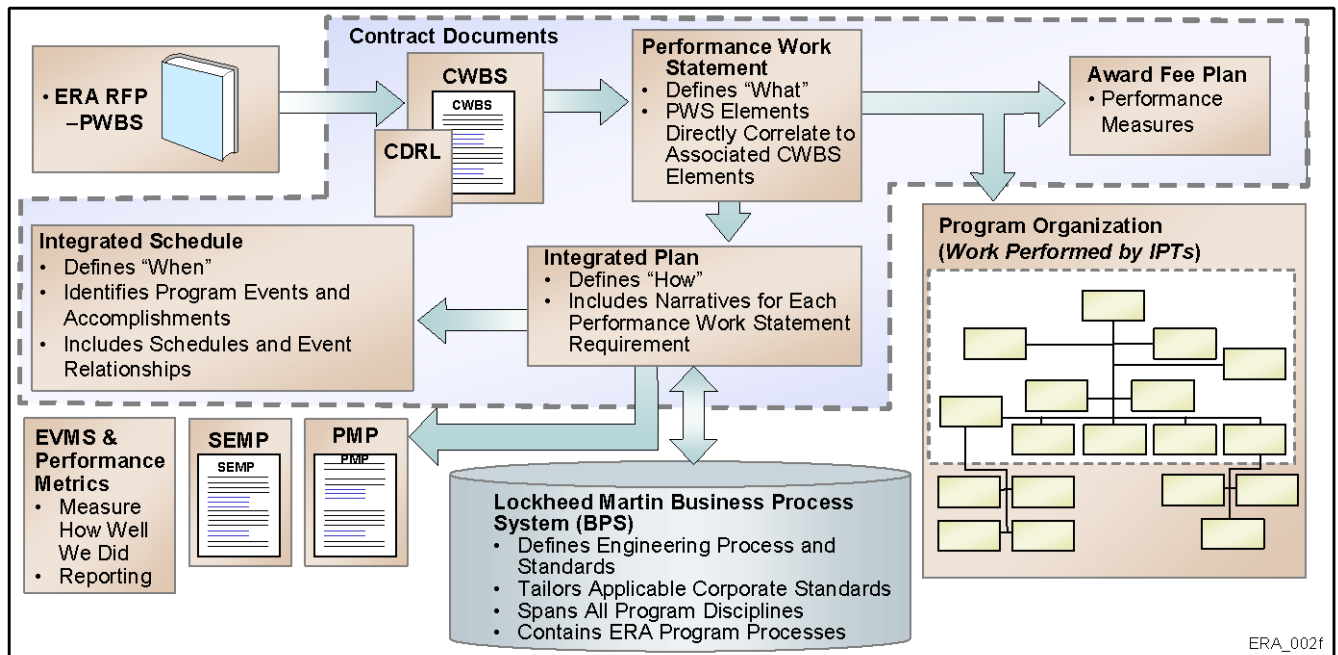 Contract Documents
• ERA RFP
–PWBS
CWBS
CWBS
CDRL
Performance Work
Statement
• Defines “What”
• PWS Elements
Directly Correlate to
Associated CWBS
Elements
Award Fee Plan
• Performance
Measures
Integrated Schedule
• Defines “When”
• Identifies Program Events and
Accomplishments
• Includes Schedules and Event
Relationships
Integrated Plan
• Defines “How”
• Includes Narratives for Each
Performance Work Statement
Requirement
Program Organization
(Work Performed by IPTs)
EVMS &
Performance
Metrics
• Measure
How Well
We Did
• Reporting
SEMP
SEMP
PMP
PMP
Lockheed Martin Business Process
System (BPS)
• Defines Engineering Process and
Standards
• Tailors Applicable Corporate Standards
• Spans All Program Disciplines
• Contains ERA Program Processes
ERA_002f